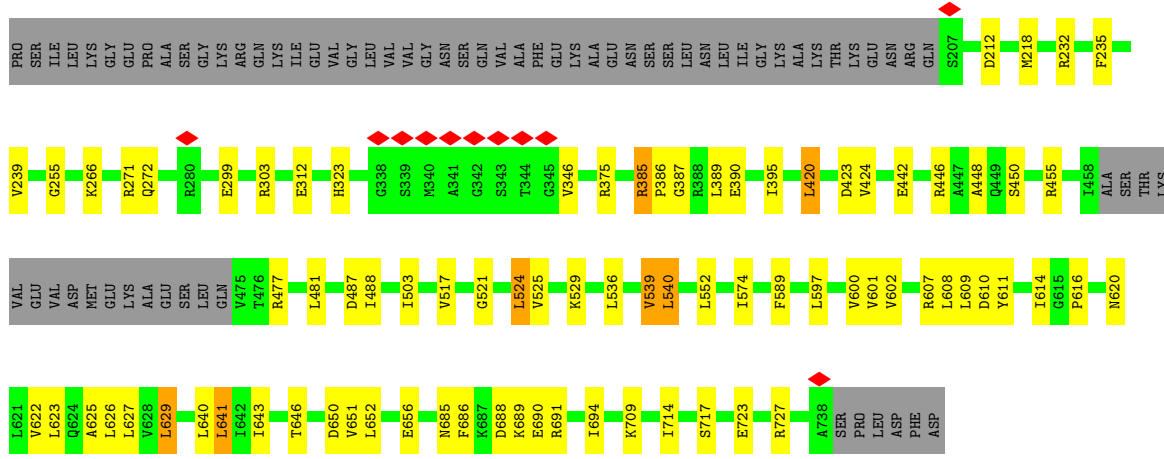 PRO SER ILE LEU LYS GLY GLU PRO ALA SER GLY LYS ARG GLN LYS ILE GLU VAL GLY LEU VAL VAL GLY ASN SER GLN VAL ALA PHE GLU LYS ALA GLU ASN SER SER LEU ASN LEU ILE GLY LYS ALA LYS THR LYS GLU ASN ARG GLN S207 D212 M218 R232 F235
V239 G255 K266 R271 Q272 R280 E299 R303 E312 H323 G338 S339 M340 A341 G342 S343 T344 G345 V346 R375 R385 P386 G387 R388 L389 E390 I395 L420 D423 V424 E442 R446 A447 A448 Q449 S450 R455 I458 ALA SER THR LYS
VAL GLU VAL ASP MET GLU LYS ALA GLU SER LEU GLN V475 T476 R477 L481 D487 I488 I503 V517 G521 L524 V525 K529 L536 V539 L540 L552 I574 F589 L597 V600 V601 V602 R607 L608 L609 D610 Y611 I614 G615 P616 N620
L621 V622 L623 Q624 A625 L626 L627 V628 L629 L640 L641 I642 I643 T646 D650 V651 L652 E656 N685 F686 K687 D688 K689 E690 R691 I694 K709 I714 S717 E723 R727 A738 SER PRO LEU ASP PHE ASP